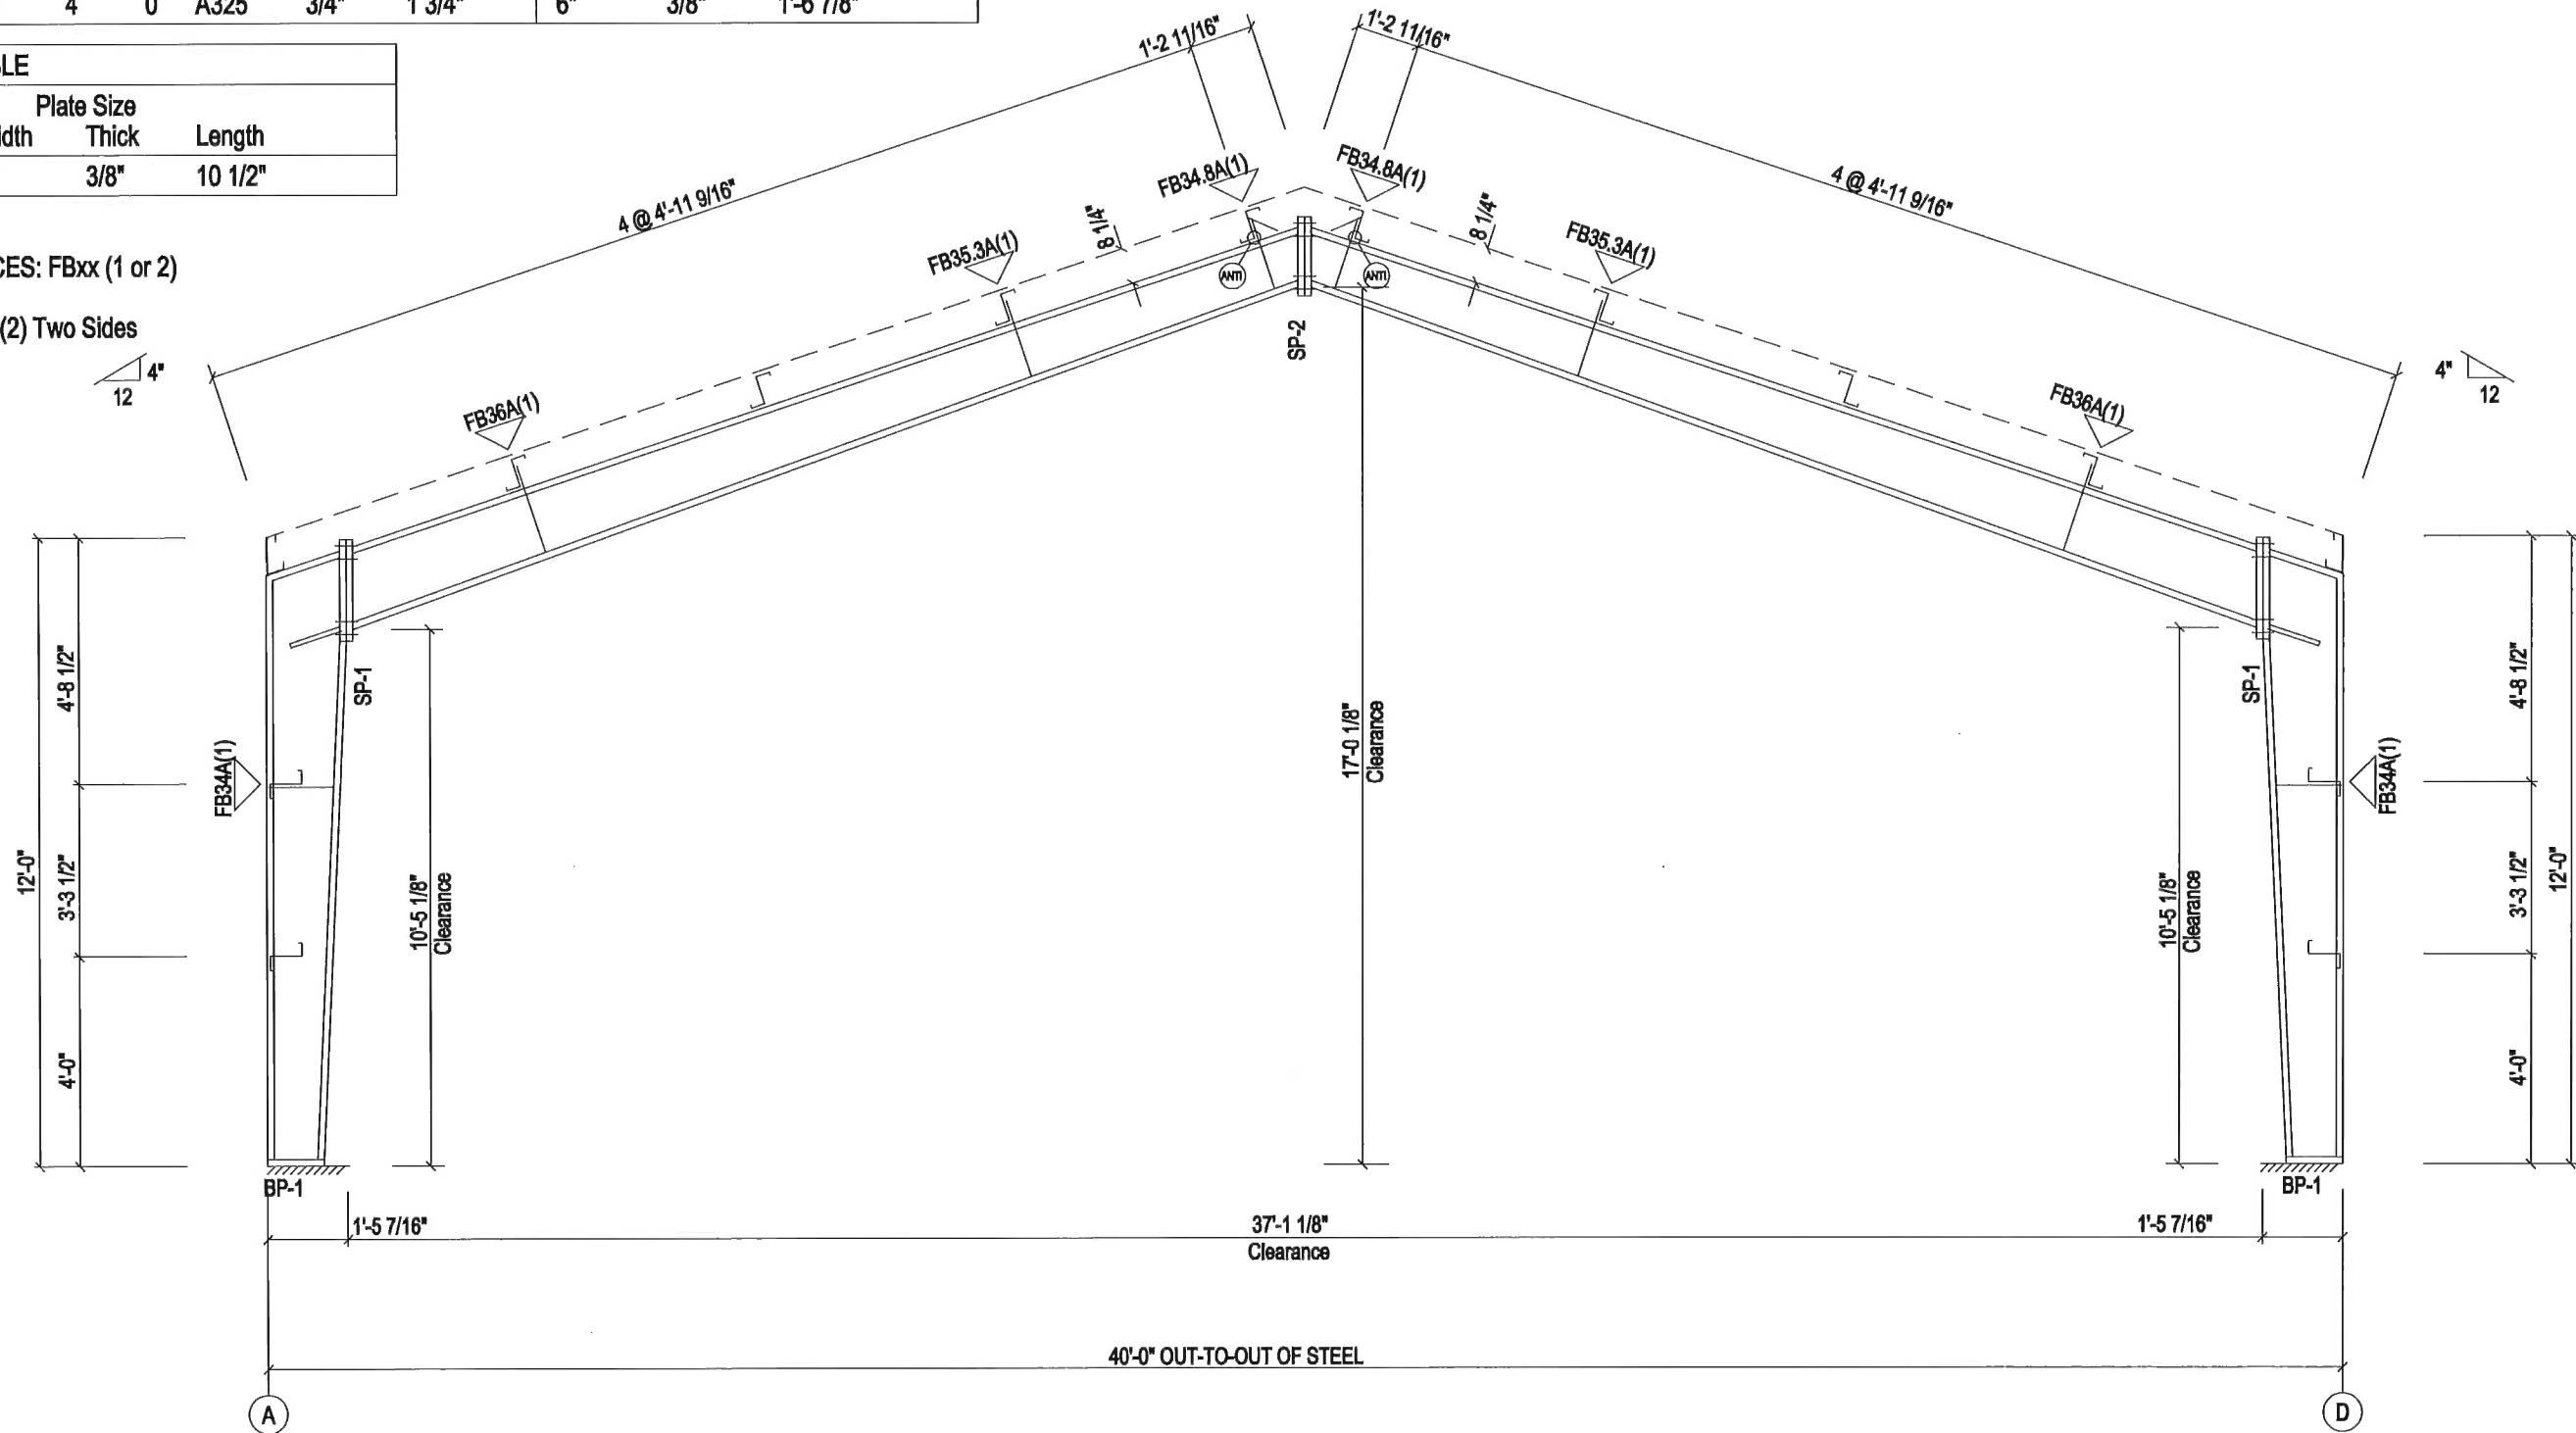 4 0 A325 3/4" 1 3/4" 6" 3/8" 1'-6 7/8"
LE
Plate Size
idth Thick Length
3/8" 10 1/2"
CES: FBxx (1 or 2)
(2) Two Sides
4"
12
4"
12
1'-2 11/16"
1'-2 11/16"
4 @ 4'-11 9/16"
4 @ 4'-11 9/16"
FB34.8A(1)
FB34.8A(1)
8 1/4"
8 1/4"
FB35.3A(1)
FB35.3A(1)
ANTI
ANTI
SP-2
FB36A(1)
FB36A(1)
SP-1
SP-1
4'-8 1/2"
4'-8 1/2"
FB34A(1)
FB34A(1)
17'-0 1/8"
Clearance
12'-0"
3'-3 1/2"
10'-5 1/8"
Clearance
10'-5 1/8"
Clearance
3'-3 1/2"
12'-0"
4'-0"
4'-0"
BP-1
BP-1
1'-5 7/16"
37'-1 1/8"
1'-5 7/16"
Clearance
40'-0" OUT-TO-OUT OF STEEL
A
D